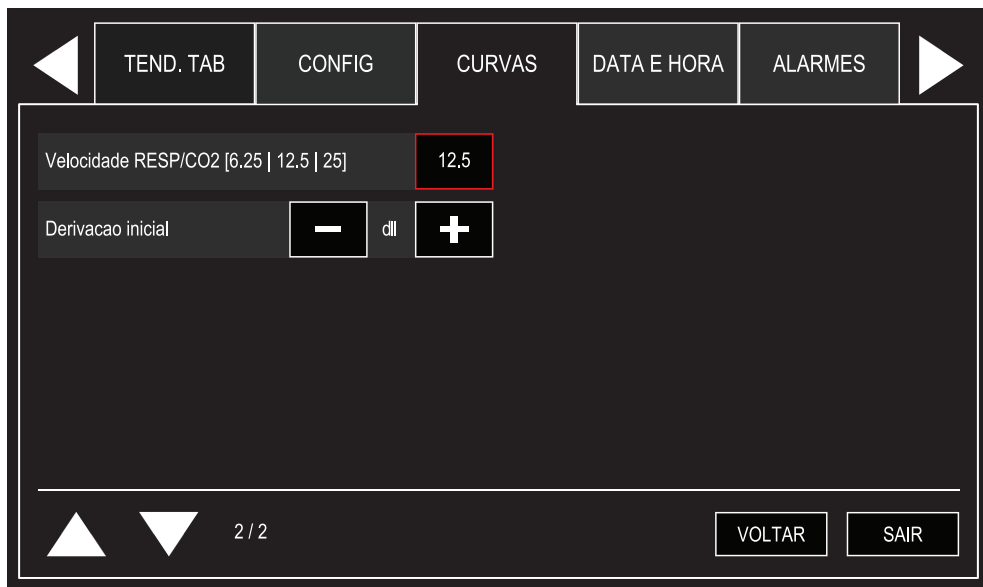 TEND. TAB CONFIG CURVAS DATA E HORA ALARMES
Velocidade RESP/CO2 [6.25 | 12.5 | 25] 12.5
Derivacao inicial − dII +
2 / 2 VOLTAR SAIR